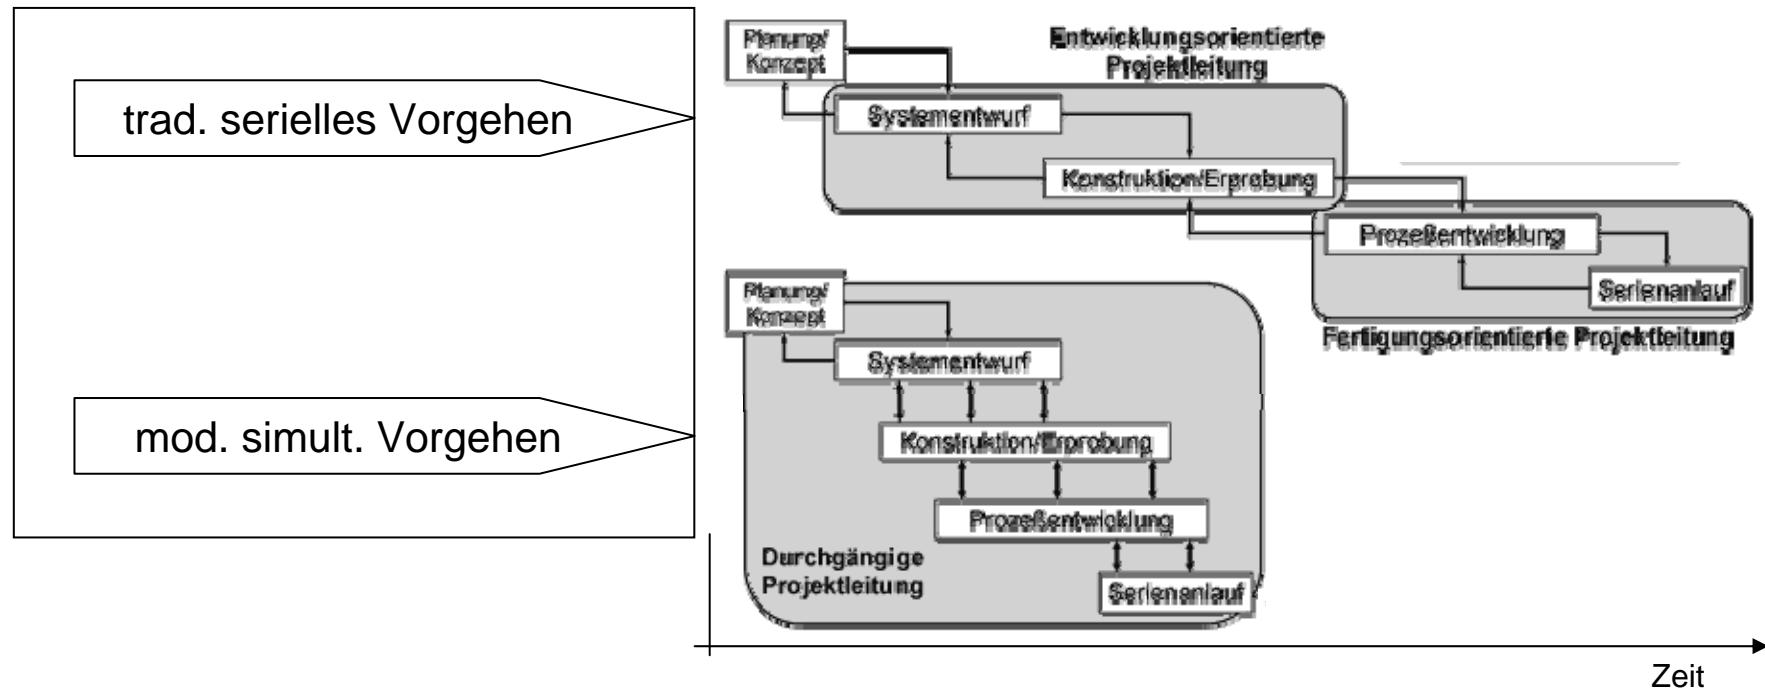 trad. serielles Vorgehen
Planung/
Konzept
Entwicklungsorientierte
Projektleitung
Systementwurf
Konstruktion/Erprobung
Prozeßentwicklung
Serienanlauf
Fertigungsorientierte Projektleitung
mod. simult. Vorgehen
Planung/
Konzept
Systementwurf
Konstruktion/Erprobung
Prozeßentwicklung
Durchgängige
Projektleitung
Serienanlauf
Zeit